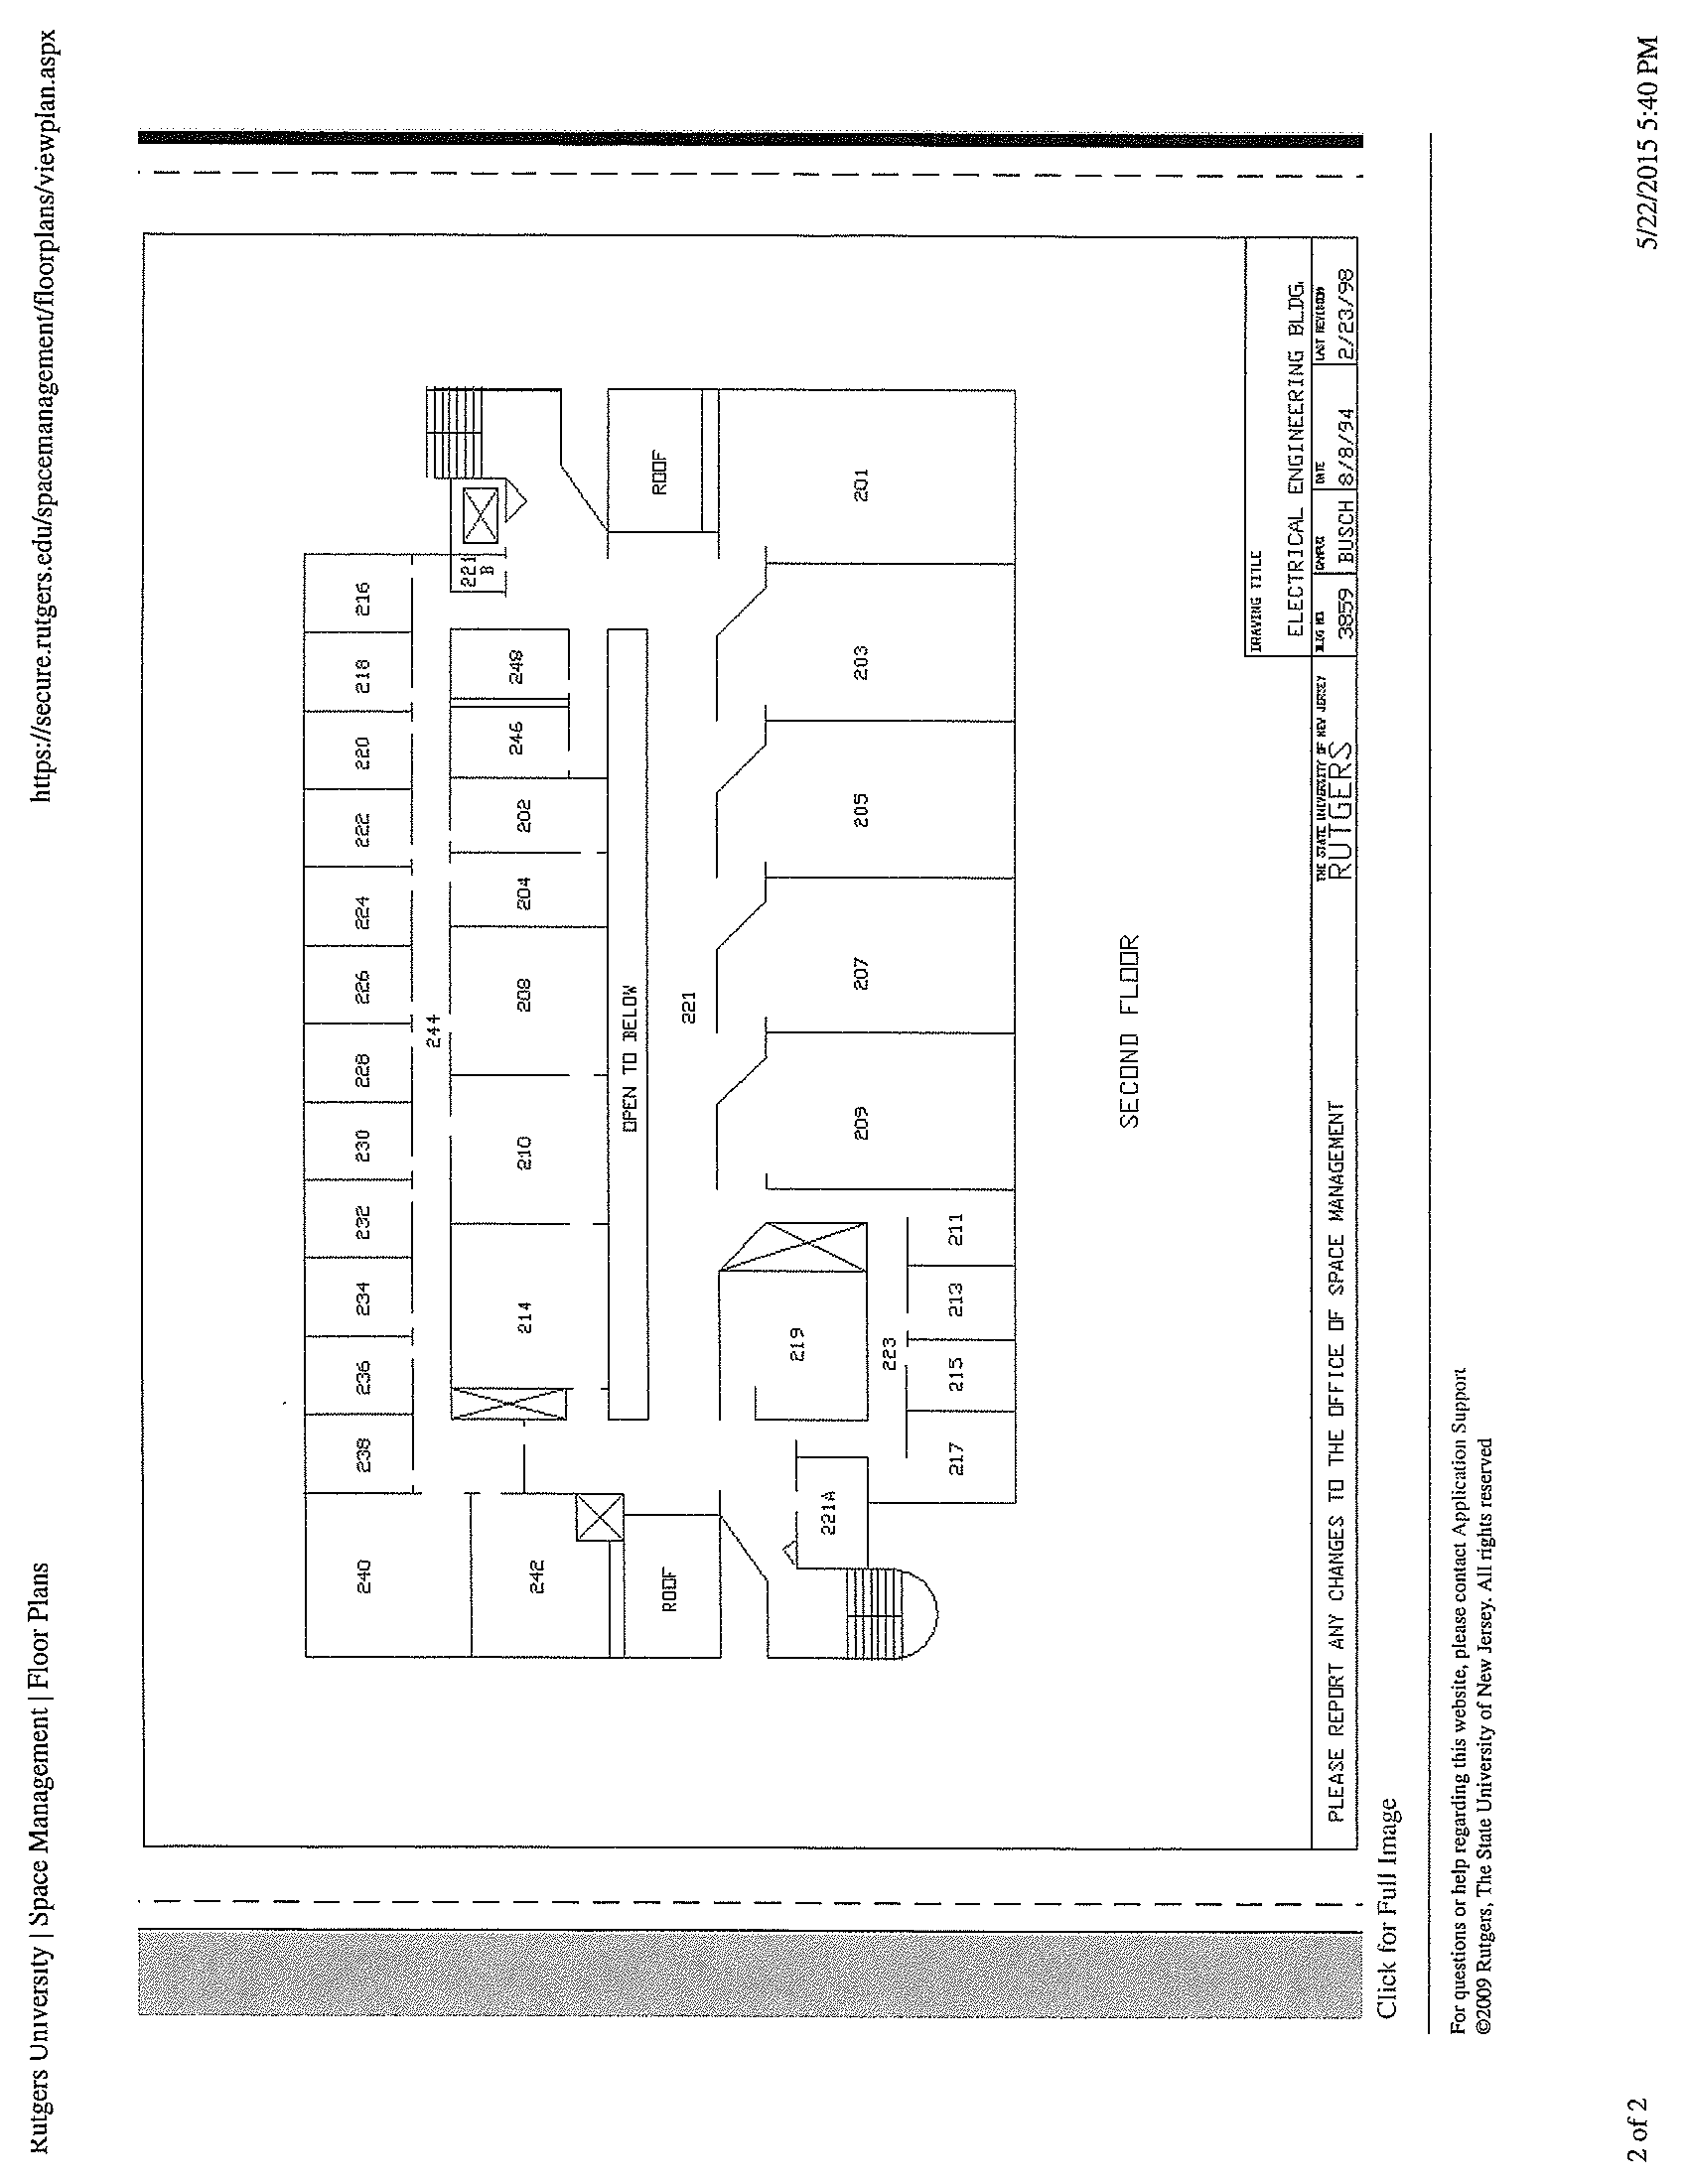 Rutgers University | Space Management | Floor Plans
https://secure.rutgers.edu/spacemanagement/floorplans/viewplan.aspx
240
238
236
234
232
230
228
226
224
222
220
218
216
244
242
214
210
208
204
202
246
248
221
B
OPEN TO BELOW
ROOF
ROOF
221
219
221A
223
217
215
213
211
209
207
205
203
201
SECOND FLOOR
DRAWING TITLE
ELECTRICAL ENGINEERING BLDG.
PLEASE REPORT ANY CHANGES TO THE OFFICE OF SPACE MANAGEMENT
THE STATE UNIVERSITY OF NEW JERSEY
RUTGERS
BLDG NO
3859
CAMPUS
BUSCH
DATE
8/8/94
LAST REVISION
2/23/98
Click for Full Image
For questions or help regarding this website, please contact Application Support
©2009 Rutgers, The State University of New Jersey. All rights reserved
2 of 2
5/22/2015 5:40 PM